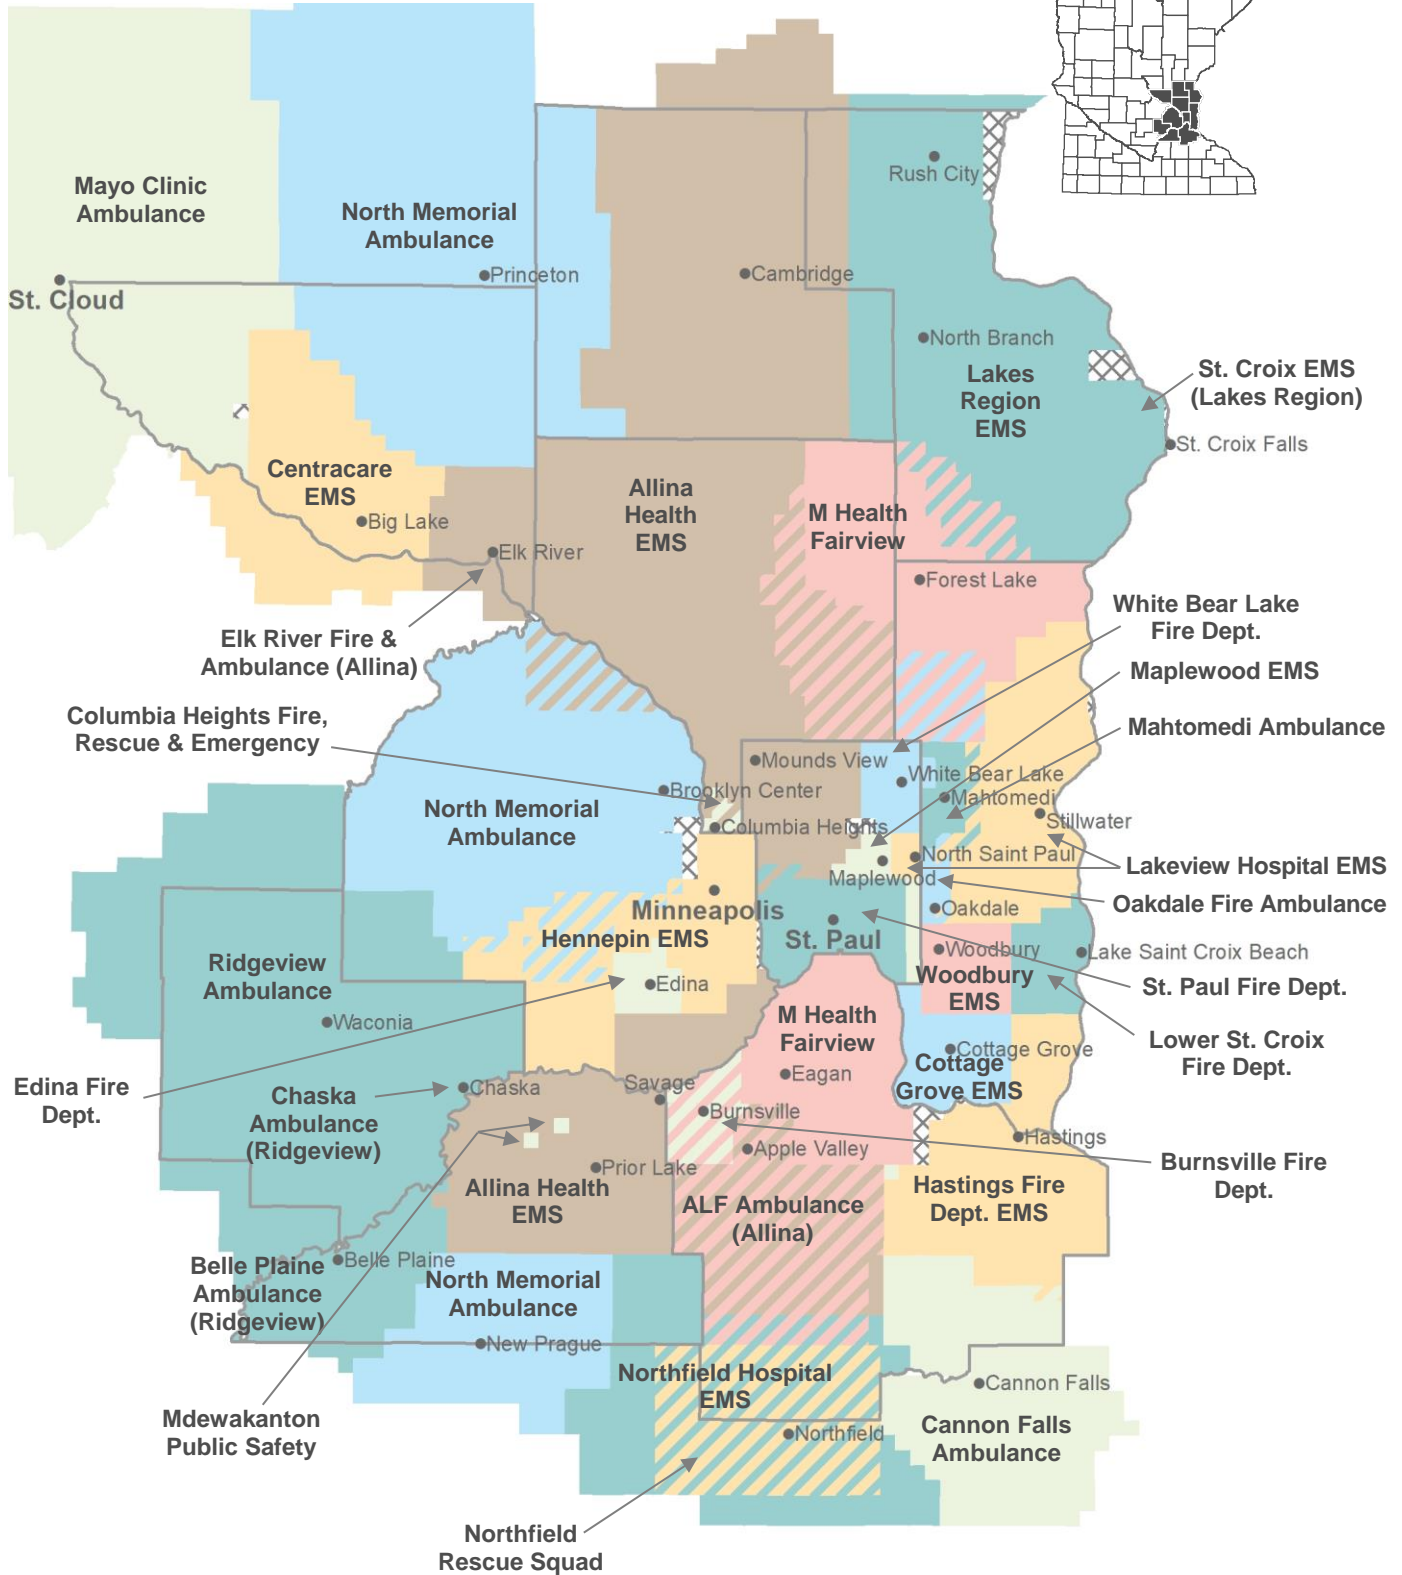 Rush City
Mayo Clinic
Ambulance
North Memorial
Ambulance
Princeton
Cambridge
St. Cloud
North Branch
Lakes
Region
EMS
St. Croix EMS
(Lakes Region)
St. Croix Falls
Centracare
EMS
Big Lake
Allina
Health
EMS
M Health
Fairview
Elk River
Forest Lake
White Bear Lake
Fire Dept.
Elk River Fire &
Ambulance (Allina)
Maplewood EMS
Columbia Heights Fire,
Rescue & Emergency
Mahtomedi Ambulance
Mounds View
White Bear Lake
Brooklyn Center
Mahtomedi
North Memorial
Ambulance
Columbia Heights
Stillwater
North Saint Paul
Lakeview Hospital EMS
Maplewood
Oakdale Fire Ambulance
Minneapolis
Oakdale
Hennepin EMS
St. Paul
Woodbury
Lake Saint Croix Beach
Ridgeview
Ambulance
Woodbury
EMS
Edina
St. Paul Fire Dept.
Waconia
M Health
Fairview
Lower St. Croix
Fire Dept.
Cottage Grove
Cottage
Grove EMS
Edina Fire
Dept.
Chaska
Savage
Eagan
Chaska
Ambulance
(Ridgeview)
Burnsville
Hastings
Apple Valley
Burnsville Fire
Dept.
Prior Lake
Allina Health
EMS
ALF Ambulance
(Allina)
Hastings Fire
Dept. EMS
Belle Plaine
Belle Plaine
Ambulance
(Ridgeview)
North Memorial
Ambulance
New Prague
Northfield Hospital
EMS
Cannon Falls
Mdewakanton
Public Safety
Cannon Falls
Ambulance
Northfield
Northfield
Rescue Squad